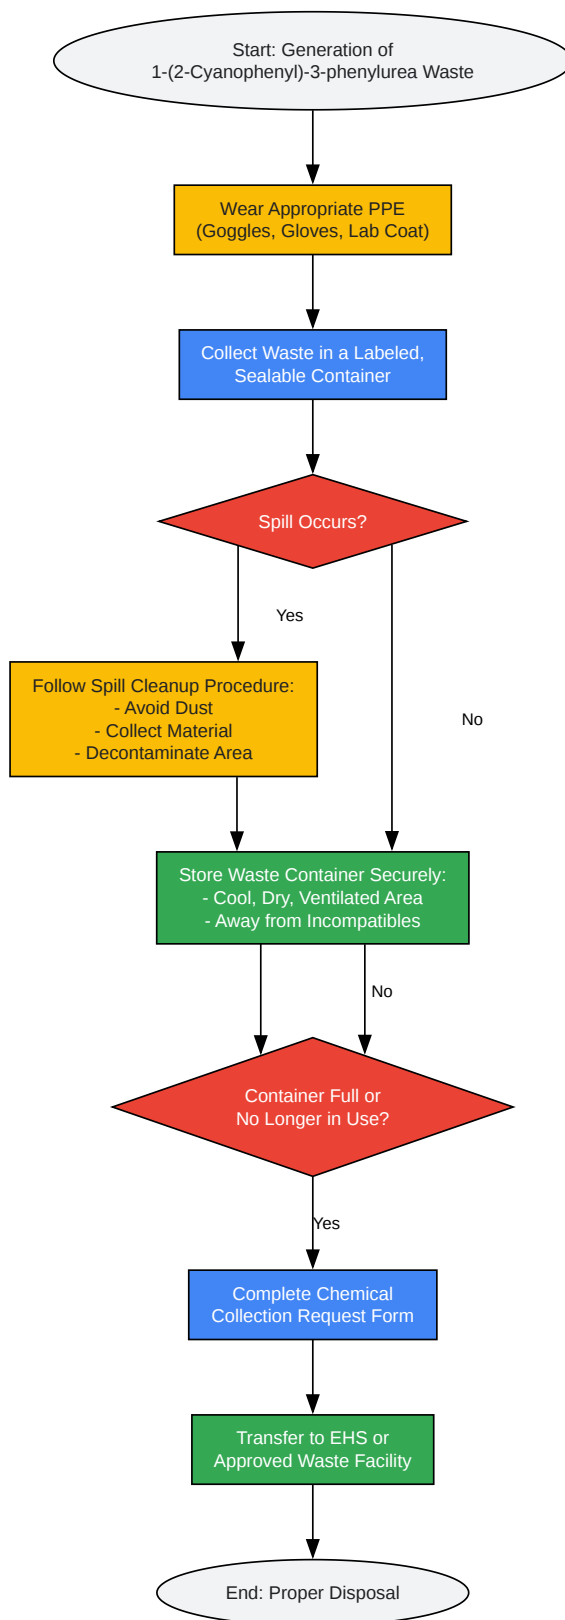 Start: Generation of
1-(2-Cyanophenyl)-3-phenylurea Waste
Wear Appropriate PPE
(Goggles, Gloves, Lab Coat)
Collect Waste in a Labeled,
Sealable Container
Spill Occurs?
Yes
Follow Spill Cleanup Procedure:
- Avoid Dust
- Collect Material
- Decontaminate Area
No
Store Waste Container Securely:
- Cool, Dry, Ventilated Area
- Away from Incompatibles
No
Container Full or
No Longer in Use?
Yes
Complete Chemical
Collection Request Form
Transfer to EHS or
Approved Waste Facility
End: Proper Disposal